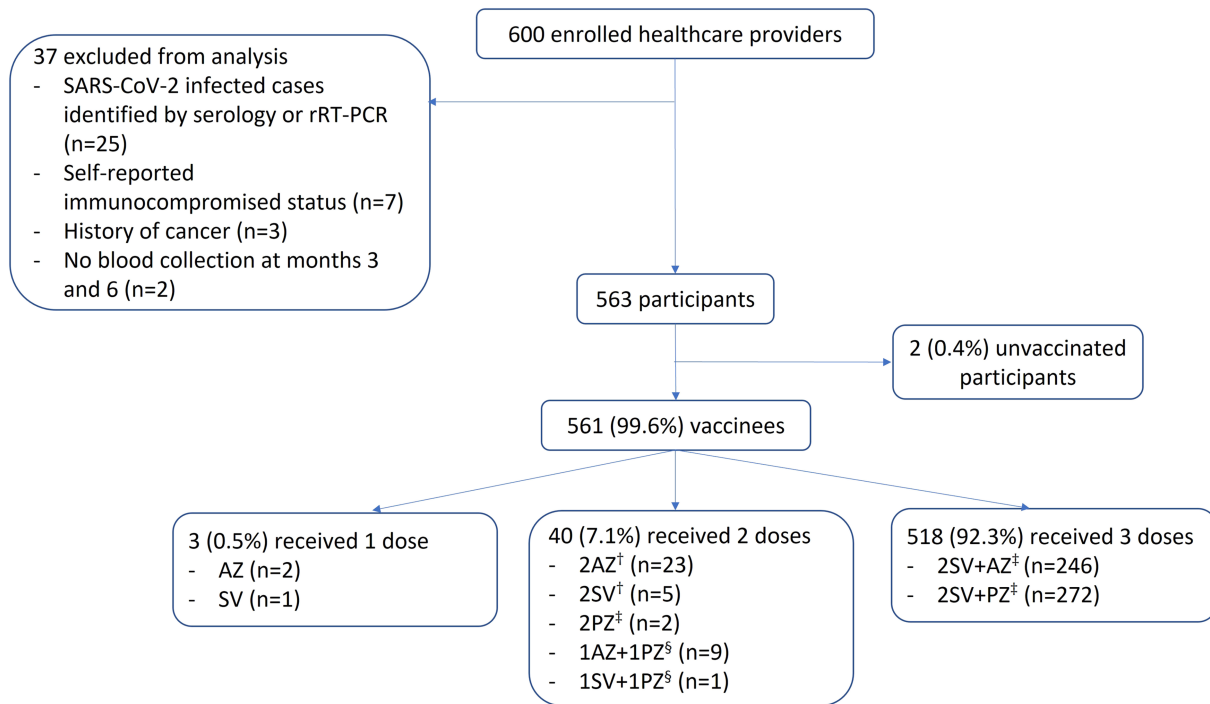 600 enrolled healthcare providers
37 excluded from analysis
- SARS-CoV-2 infected cases
identified by serology or rRT-PCR
(n=25)
- Self-reported
immunocompromised status (n=7)
- History of cancer (n=3)
- No blood collection at months 3
and 6 (n=2)
563 participants
2 (0.4%) unvaccinated
participants
561 (99.6%) vaccinees
3 (0.5%) received 1 dose
- AZ (n=2)
- SV (n=1)
40 (7.1%) received 2 doses
- 2AZ† (n=23)
- 2SV† (n=5)
- 2PZ‡ (n=2)
- 1AZ+1PZ§ (n=9)
- 1SV+1PZ§ (n=1)
518 (92.3%) received 3 doses
- 2SV+AZ‡ (n=246)
- 2SV+PZ‡ (n=272)